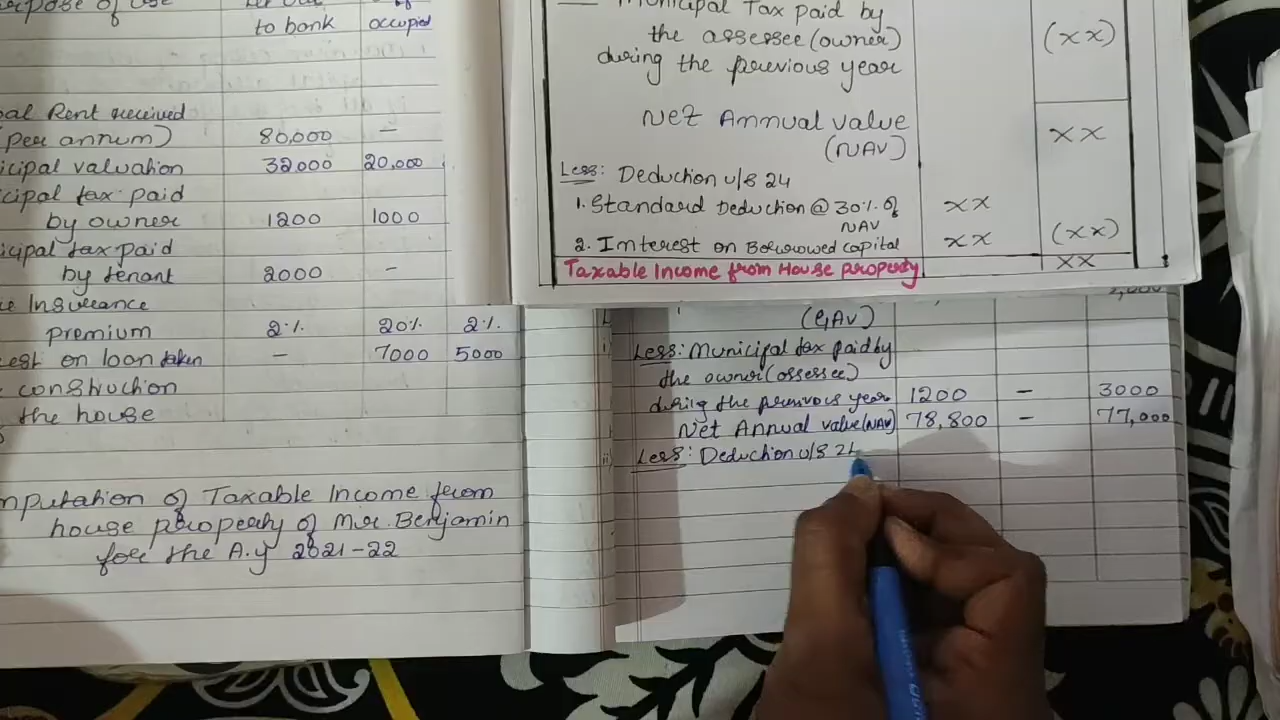 to bank occupied
Rent received
(per annum) 80,000 —
valuation 32,000 20,000
tax paid
by owner 1200 1000
tax paid
by tenant 2000 —
Insurance
premium 2% 20% 2%
on loan taken — 7000 5000
construction
the house
Computation of Taxable Income from
house property of Mr. Benjamin
for the A.y 2021-22
Municipal Tax paid by
the assessee (owner)
during the previous year (xx)
Net Annual value
(NAV) xx
Less: Deduction u/s 24
1. Standard Deduction @ 30% of
NAV xx
2. Interest on Borrowed Capital xx (xx)
Taxable Income from House property xx
(GAV)
i) Less: Municipal tax paid by
the owner (assessee)
during the previous year 1200 — 3000
Net Annual value (NAV) 78,800 — 77,000
ii) Less: Deduction u/s 24